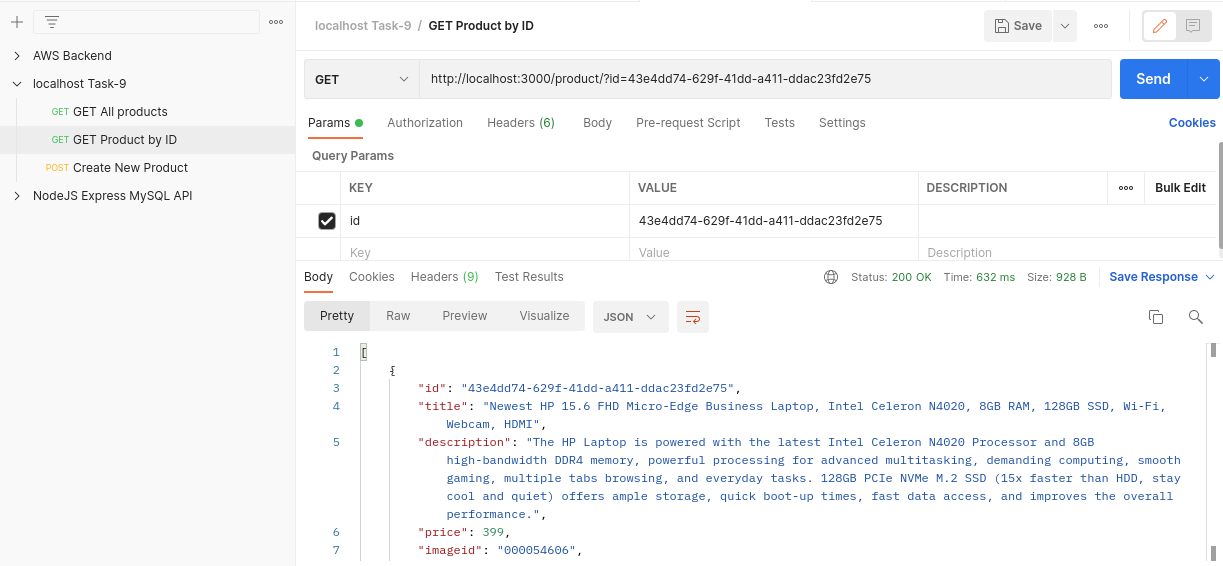 localhost Task-9 / GET Product by ID
Save
AWS Backend
localhost Task-9
GET GET All products
GET GET Product by ID
POST Create New Product
NodeJS Express MySQL API
GET
http://localhost:3000/product/?id=43e4dd74-629f-41dd-a411-ddac23fd2e75
Send
Params Authorization Headers (6) Body Pre-request Script Tests Settings Cookies
Query Params
KEY VALUE DESCRIPTION Bulk Edit
id 43e4dd74-629f-41dd-a411-ddac23fd2e75
Key Value Description
Body Cookies Headers (9) Test Results Status: 200 OK Time: 632 ms Size: 928 B Save Response
Pretty Raw Preview Visualize JSON
1 [
2 {
3 "id": "43e4dd74-629f-41dd-a411-ddac23fd2e75",
4 "title": "Newest HP 15.6 FHD Micro-Edge Business Laptop, Intel Celeron N4020, 8GB RAM, 128GB SSD, Wi-Fi,
Webcam, HDMI",
5 "description": "The HP Laptop is powered with the latest Intel Celeron N4020 Processor and 8GB
high-bandwidth DDR4 memory, powerful processing for advanced multitasking, demanding computing, smooth
gaming, multiple tabs browsing, and everyday tasks. 128GB PCIe NVMe M.2 SSD (15x faster than HDD, stay
cool and quiet) offers ample storage, quick boot-up times, fast data access, and improves the overall
performance.",
6 "price": 399,
7 "imageid": "000054606",